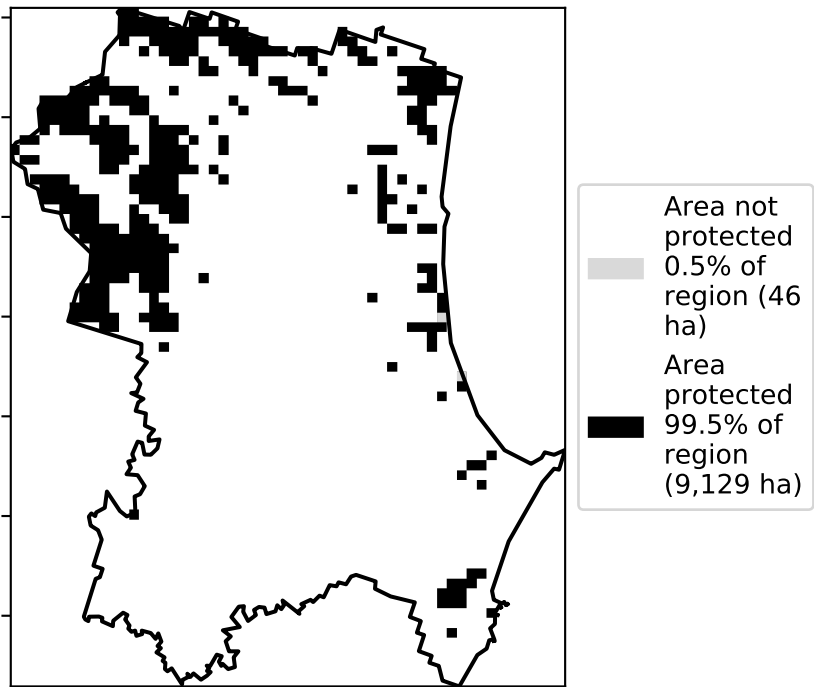 Area not
protected
0.5% of
region (46
ha)
Area
protected
99.5% of
region
(9,129 ha)